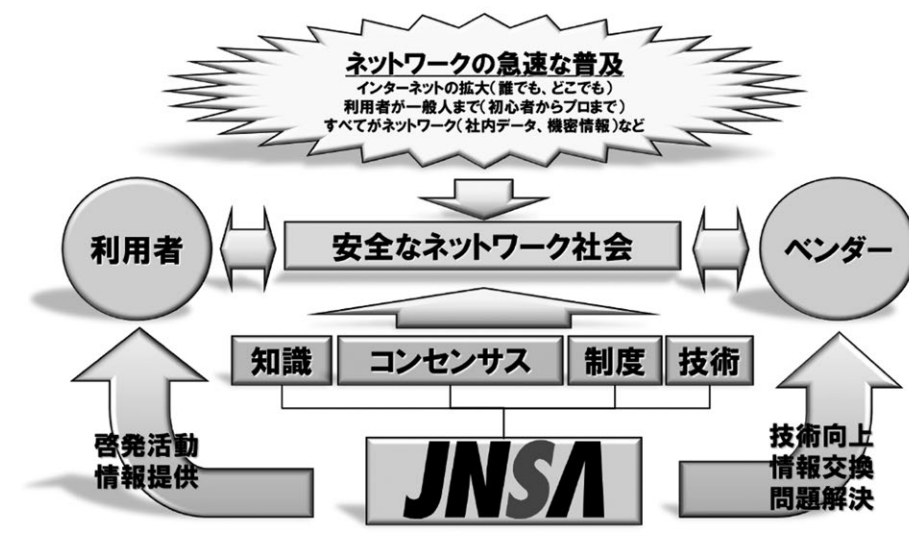 ネットワークの急速な普及
インターネットの拡大(誰でも、どこでも)
利用者が一般人まで(初心者からプロまで)
すべてがネットワーク(社内データ、機密情報)など
利用者
安全なネットワーク社会
ベンダー
知識
コンセンサス
制度
技術
啓発活動
情報提供
JNSA
技術向上
情報交換
問題解決